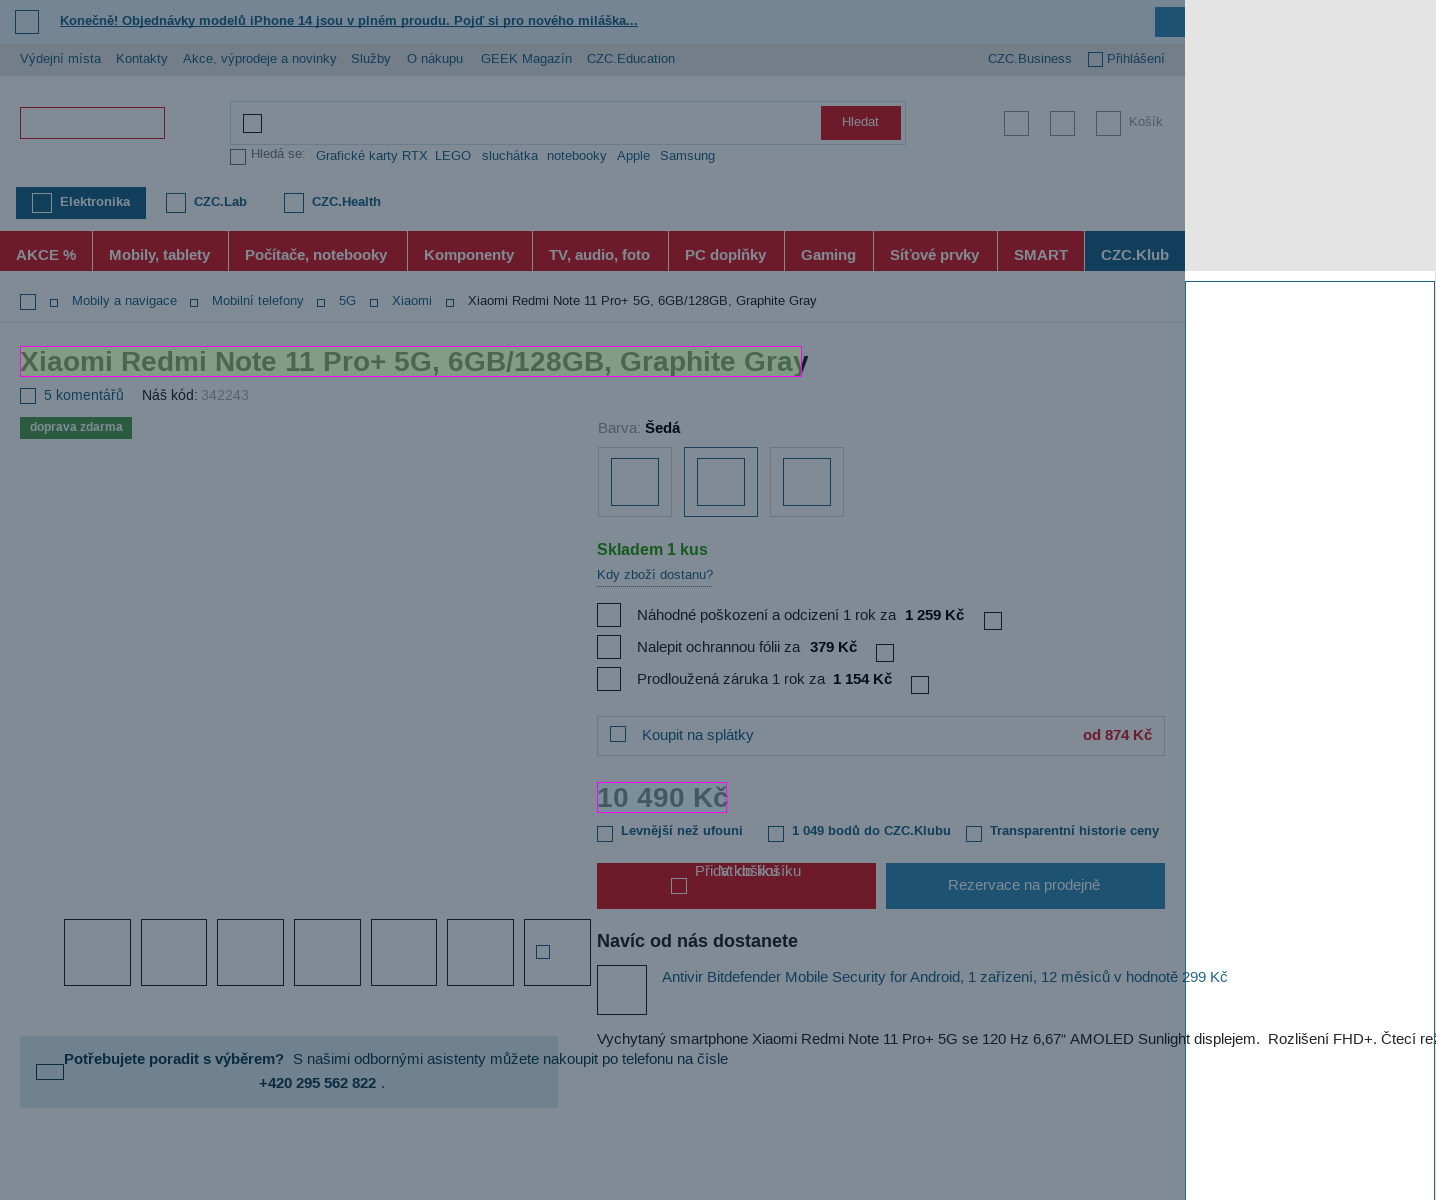 Konečně! Objednávky modelů iPhone 14 jsou v plném proudu. Pojď si pro nového miláška...
Výdejní místa Kontakty Akce, výprodeje a novinky Služby O nákupu GEEK Magazín CZC.Education CZC.Business Přihlášení
Hledat
Košík
Hledá se: Grafické karty RTX LEGO sluchátka notebooky Apple Samsung
Elektronika CZC.Lab CZC.Health
AKCE % Mobily, tablety Počítače, notebooky Komponenty TV, audio, foto PC doplňky Gaming Síťové prvky SMART CZC.Klub
Mobily a navigace Mobilní telefony 5G Xiaomi Xiaomi Redmi Note 11 Pro+ 5G, 6GB/128GB, Graphite Gray
Xiaomi Redmi Note 11 Pro+ 5G, 6GB/128GB, Graphite Gray
5 komentářů Náš kód: 342243
doprava zdarma
Barva: Šedá
Skladem 1 kus
Kdy zboží dostanu?
Náhodné poškození a odcizení 1 rok za 1 259 Kč
Nalepit ochrannou fólii za 379 Kč
Prodloužená záruka 1 rok za 1 154 Kč
Koupit na splátky od 874 Kč
10 490 Kč
Levnější než ufouni 1 049 bodů do CZC.Klubu Transparentní historie ceny
Přidat do košíku
V košíku
Rezervace na prodejně
Navíc od nás dostanete
Antivir Bitdefender Mobile Security for Android, 1 zařízení, 12 měsíců v hodnotě 299 Kč
Vychytaný smartphone Xiaomi Redmi Note 11 Pro+ 5G se 120 Hz 6,67“ AMOLED Sunlight displejem. Rozlišení FHD+. Čtecí
Potřebujete poradit s výběrem? S našimi odbornými asistenty můžete nakoupit po telefonu na čísle
+420 295 562 822 .